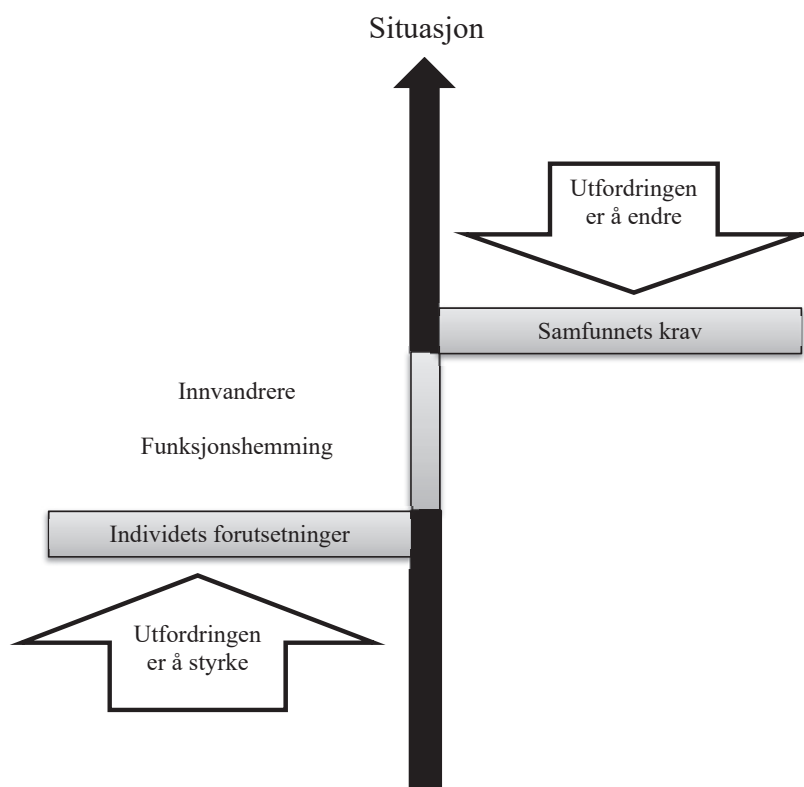 Situasjon
Utfordringen
er å endre
Samfunnets krav
Innvandrere
Funksjonshemming
Individets forutsetninger
Utfordringen
er å styrke